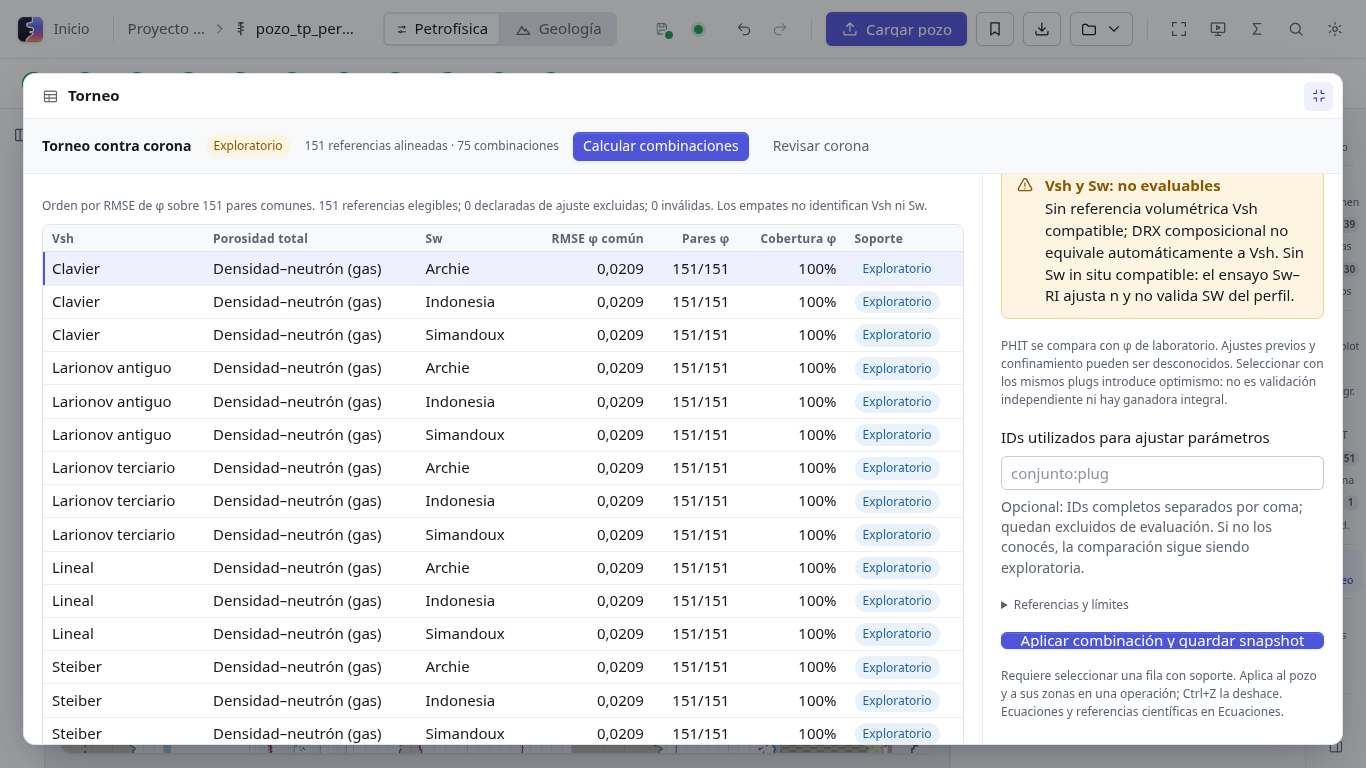 Inicio
Proyecto ...
pozo_tp_per...
Petrofísica
Geología
Cargar pozo
Torneo
Torneo contra corona
Exploratorio
151 referencias alineadas · 75 combinaciones
Calcular combinaciones
Revisar corona
Orden por RMSE de φ sobre 151 pares comunes. 151 referencias elegibles; 0 declaradas de ajuste excluidas; 0 inválidas. Los empates no identifican Vsh ni Sw.
Vsh Porosidad total Sw RMSE φ común Pares φ Cobertura φ Soporte
Clavier Densidad–neutrón (gas) Archie 0,0209 151/151 100% Exploratorio
Clavier Densidad–neutrón (gas) Indonesia 0,0209 151/151 100% Exploratorio
Clavier Densidad–neutrón (gas) Simandoux 0,0209 151/151 100% Exploratorio
Larionov antiguo Densidad–neutrón (gas) Archie 0,0209 151/151 100% Exploratorio
Larionov antiguo Densidad–neutrón (gas) Indonesia 0,0209 151/151 100% Exploratorio
Larionov antiguo Densidad–neutrón (gas) Simandoux 0,0209 151/151 100% Exploratorio
Larionov terciario Densidad–neutrón (gas) Archie 0,0209 151/151 100% Exploratorio
Larionov terciario Densidad–neutrón (gas) Indonesia 0,0209 151/151 100% Exploratorio
Larionov terciario Densidad–neutrón (gas) Simandoux 0,0209 151/151 100% Exploratorio
Lineal Densidad–neutrón (gas) Archie 0,0209 151/151 100% Exploratorio
Lineal Densidad–neutrón (gas) Indonesia 0,0209 151/151 100% Exploratorio
Lineal Densidad–neutrón (gas) Simandoux 0,0209 151/151 100% Exploratorio
Steiber Densidad–neutrón (gas) Archie 0,0209 151/151 100% Exploratorio
Steiber Densidad–neutrón (gas) Indonesia 0,0209 151/151 100% Exploratorio
Steiber Densidad–neutrón (gas) Simandoux 0,0209 151/151 100% Exploratorio
Vsh y Sw: no evaluables
Sin referencia volumétrica Vsh
compatible; DRX composicional no
equivale automáticamente a Vsh. Sin
Sw in situ compatible: el ensayo Sw–
RI ajusta n y no valida SW del perfil.
PHIT se compara con φ de laboratorio. Ajustes previos y
confinamiento pueden ser desconocidos. Seleccionar con
los mismos plugs introduce optimismo: no es validación
independiente ni hay ganadora integral.
IDs utilizados para ajustar parámetros
conjunto:plug
Opcional: IDs completos separados por coma;
quedan excluidos de evaluación. Si no los
conocés, la comparación sigue siendo
exploratoria.
Referencias y límites
Aplicar combinación y guardar snapshot
Requiere seleccionar una fila con soporte. Aplica al pozo
y a sus zonas en una operación; Ctrl+Z la deshace.
Ecuaciones y referencias científicas en Ecuaciones.
39
30
51
1